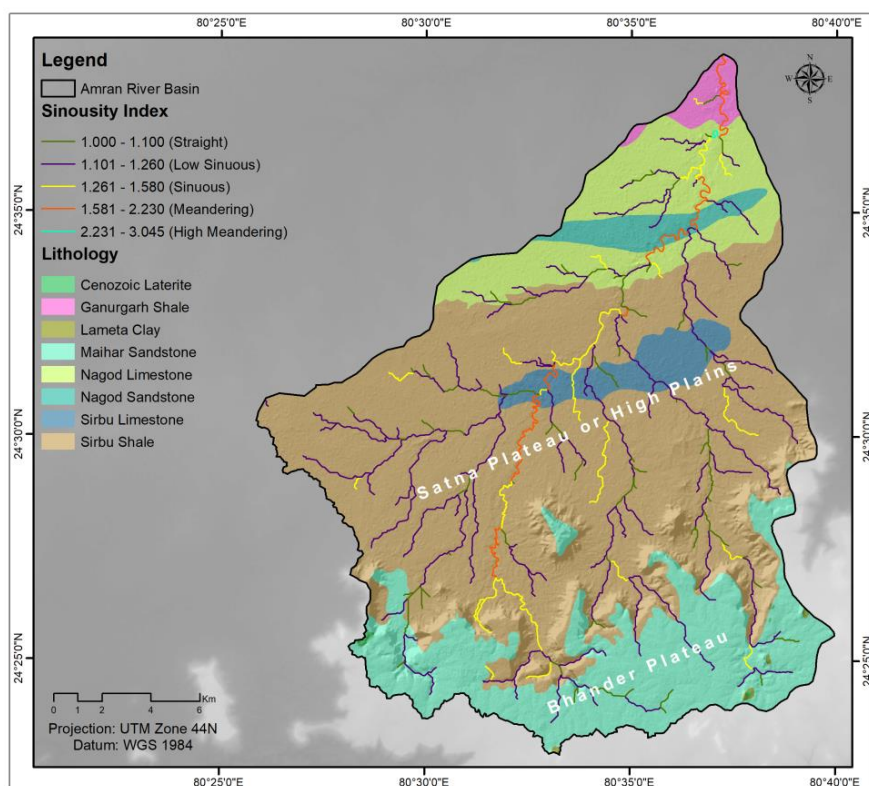 80°25'0"E 80°30'0"E 80°35'0"E 80°40'0"E
Legend
Amran River Basin
Sinousity Index
1.000 - 1.100 (Straight)
1.101 - 1.260 (Low Sinuous)
1.261 - 1.580 (Sinuous)
1.581 - 2.230 (Meandering)
2.231 - 3.045 (High Meandering)
Lithology
Cenozoic Laterite
Ganurgarh Shale
Lameta Clay
Maihar Sandstone
Nagod Limestone
Nagod Sandstone
Sirbu Limestone
Sirbu Shale
N
W E
S
24°35'0"N
24°35'0"N
24°30'0"N
24°30'0"N
24°25'0"N
24°25'0"N
Satna Plateau or High Plains
Bhander Plateau
Km
0 1 2 4 6
Projection: UTM Zone 44N
Datum: WGS 1984
80°25'0"E 80°30'0"E 80°35'0"E 80°40'0"E